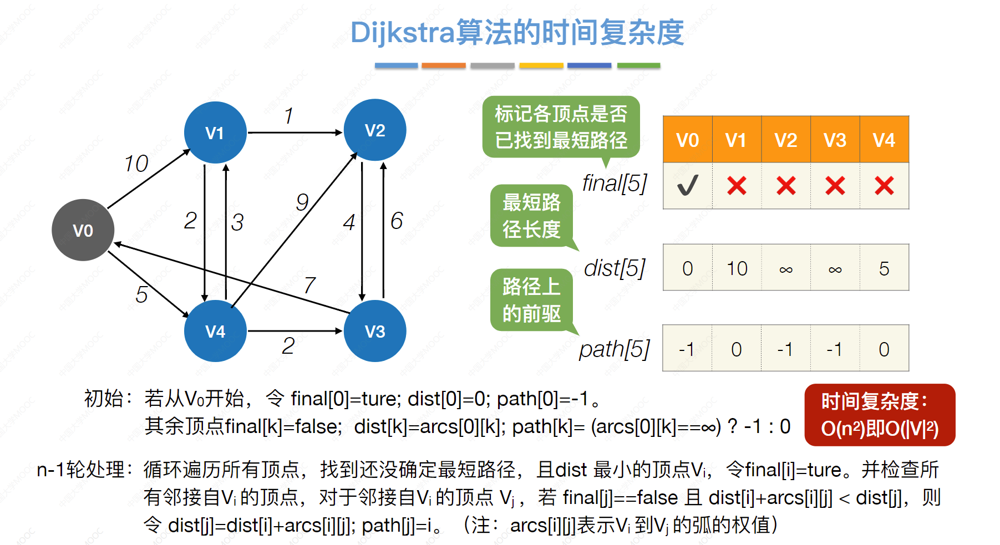 Dijkstra算法的时间复杂度
标记各顶点是否
已找到最短路径
V0 V1 V2 V3 V4
final[5]
✓ ✕ ✕ ✕ ✕
最短路
径长度
dist[5]
0 10 ∞ ∞ 5
路径上
的前驱
path[5]
-1 0 -1 -1 0
V1
1
V2
10
2
3
9
4
6
V0
5
7
V4
2
V3
初始：若从V₀开始，令 final[0]=ture; dist[0]=0; path[0]=-1。
其余顶点final[k]=false; dist[k]=arcs[0][k]; path[k]= (arcs[0][k]==∞) ? -1 : 0
时间复杂度：
O(n²)即O(|V|²)
n-1轮处理：循环遍历所有顶点，找到还没确定最短路径，且dist 最小的顶点Vᵢ，令final[i]=ture。并检查所
有邻接自Vᵢ 的顶点，对于邻接自Vᵢ 的顶点 Vⱼ ，若 final[j]==false 且 dist[i]+arcs[i][j] < dist[j]，则
令 dist[j]=dist[i]+arcs[i][j]; path[j]=i。（注：arcs[i][j]表示Vᵢ 到Vⱼ 的弧的权值）
中国大学MOOC